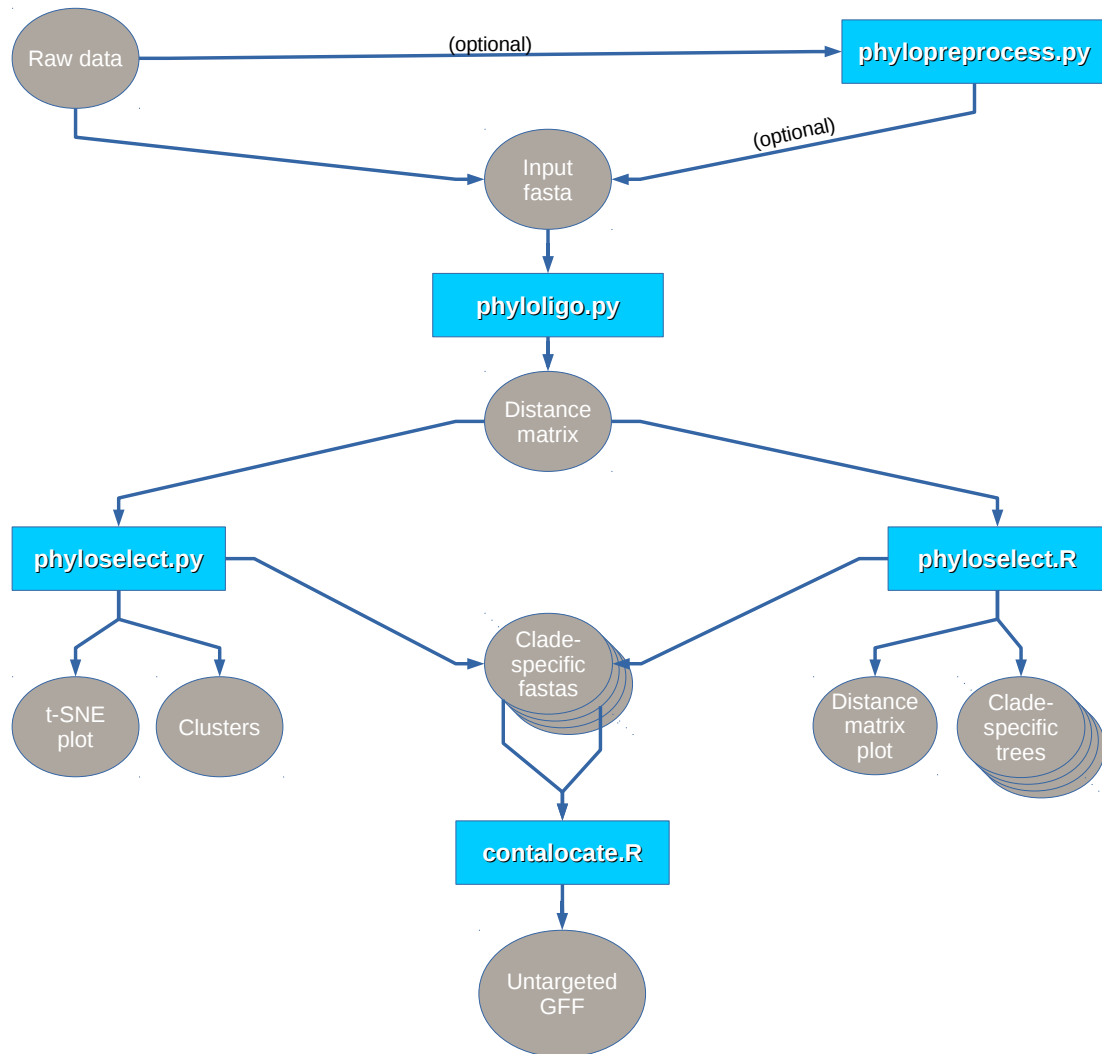 (optional)
Raw data
phylopreprocess.py
(optional)
Input
fasta
phyloligo.py
Distance
matrix
phyloselect.py
phyloselect.R
Clade-
specific
fastas
t-SNE
plot
Clusters
Distance
matrix
plot
Clade-
specific
trees
contalocate.R
Untargeted
GFF